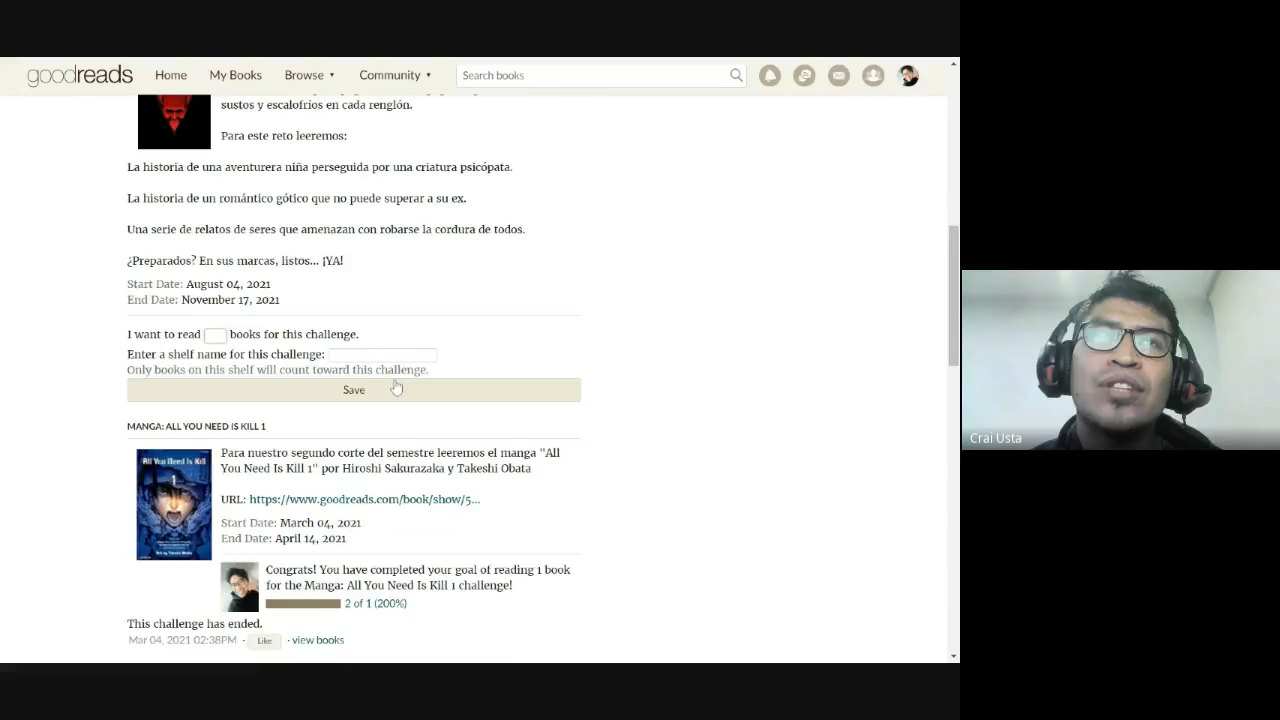 goodreads Home My Books Browse ▼ Community ▼ Search books
sustos y escalofríos en cada renglón.
Para este reto leeremos:
La historia de una aventurera niña perseguida por una criatura psicópata.
La historia de un romántico gótico que no puede superar a su ex.
Una serie de relatos de seres que amenazan con robarse la cordura de todos.
¿Preparados? En sus marcas, listos... ¡YA!
Start Date: August 04, 2021
End Date: November 17, 2021
I want to read books for this challenge.
Enter a shelf name for this challenge:
Only books on this shelf will count toward this challenge.
Save
MANGA: ALL YOU NEED IS KILL 1
All You Need Is Kill
1
Para nuestro segundo corte del semestre leeremos el manga "All
You Need Is Kill 1" por Hiroshi Sakurazaka y Takeshi Obata
URL: https://www.goodreads.com/book/show/5...
Start Date: March 04, 2021
End Date: April 14, 2021
Congrats! You have completed your goal of reading 1 book
for the Manga: All You Need Is Kill 1 challenge!
2 of 1 (200%)
This challenge has ended.
Mar 04, 2021 02:38PM · Like · view books
Crai Usta